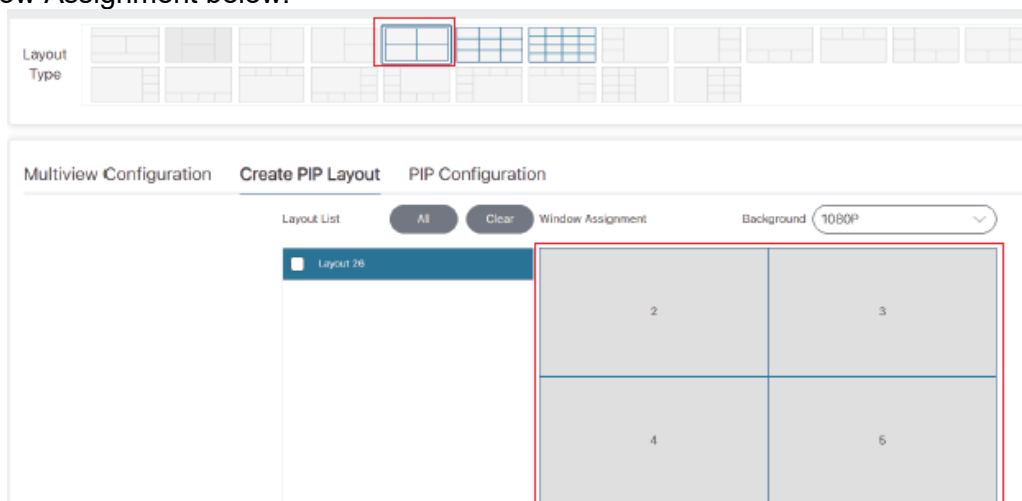 ow Assignment below.
Layout
Type
Multiview Configuration Create PIP Layout PIP Configuration
Layout List All Clear Window Assignment Background 1080P
Layout 26
2 3
4 5